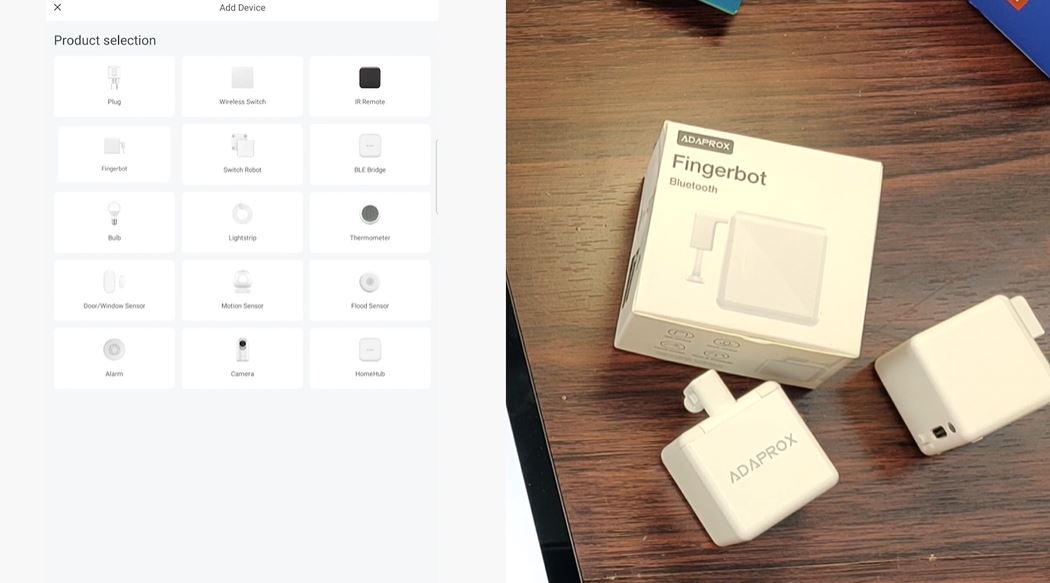 Add Device
Product selection
Plug
Wireless Switch
IR Remote
Fingerbot
Switch Robot
BLE Bridge
Bulb
Lightstrip
Thermometer
Door/Window Sensor
Motion Sensor
Flood Sensor
Alarm
Camera
HomeHub
ADAPROX
Fingerbot
Bluetooth
ADAPROX